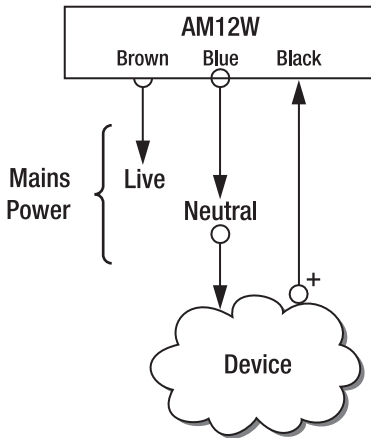 AM12W
Brown Blue Black
Mains Power
Live
Neutral
+
Device